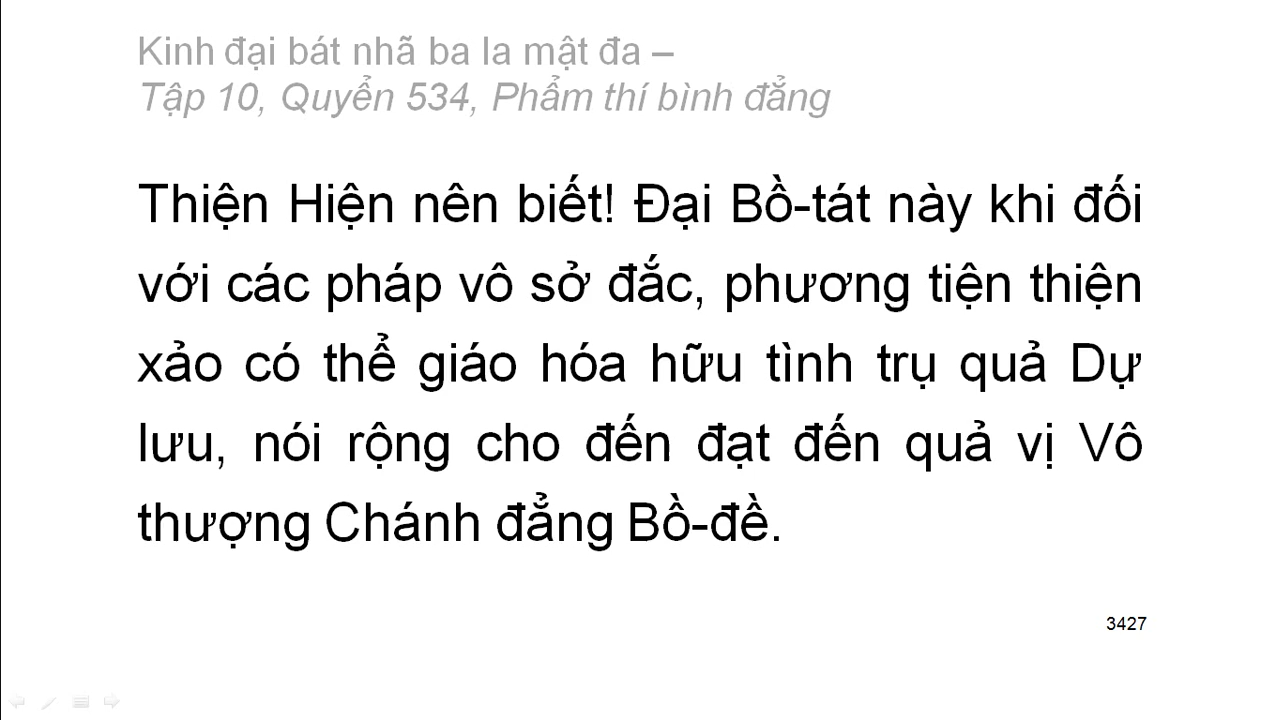 Kinh đại bát nhã ba la mật đa –
Tập 10, Quyển 534, Phẩm thí bình đẳng
Thiện Hiện nên biết! Đại Bồ-tát này khi đối
với các pháp vô sở đắc, phương tiện thiện
xảo có thể giáo hóa hữu tình trụ quả Dự
lưu, nói rộng cho đến đạt đến quả vị Vô
thượng Chánh đẳng Bồ-đề.
3427